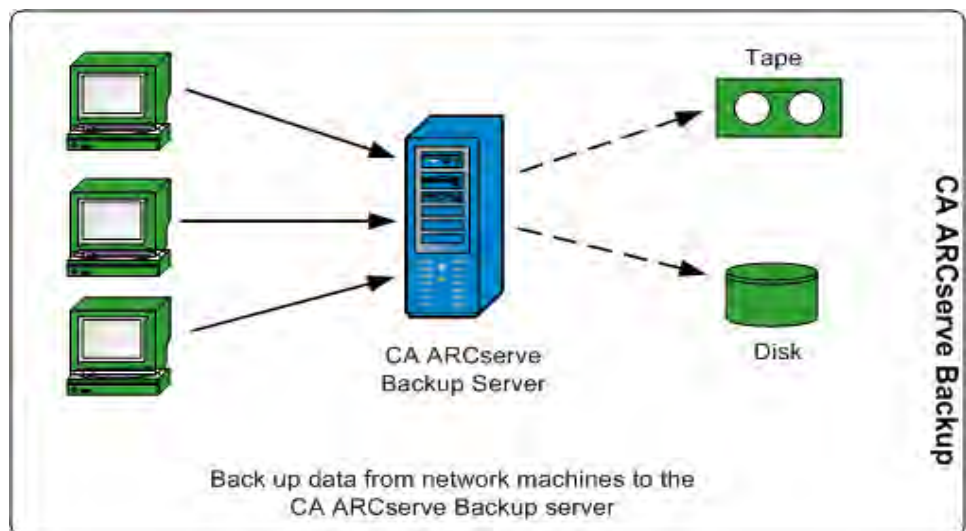 Tape
CA ARCserve
Backup Server
Disk
Back up data from network machines to the
CA ARCserve Backup server
CA ARCserve Backup